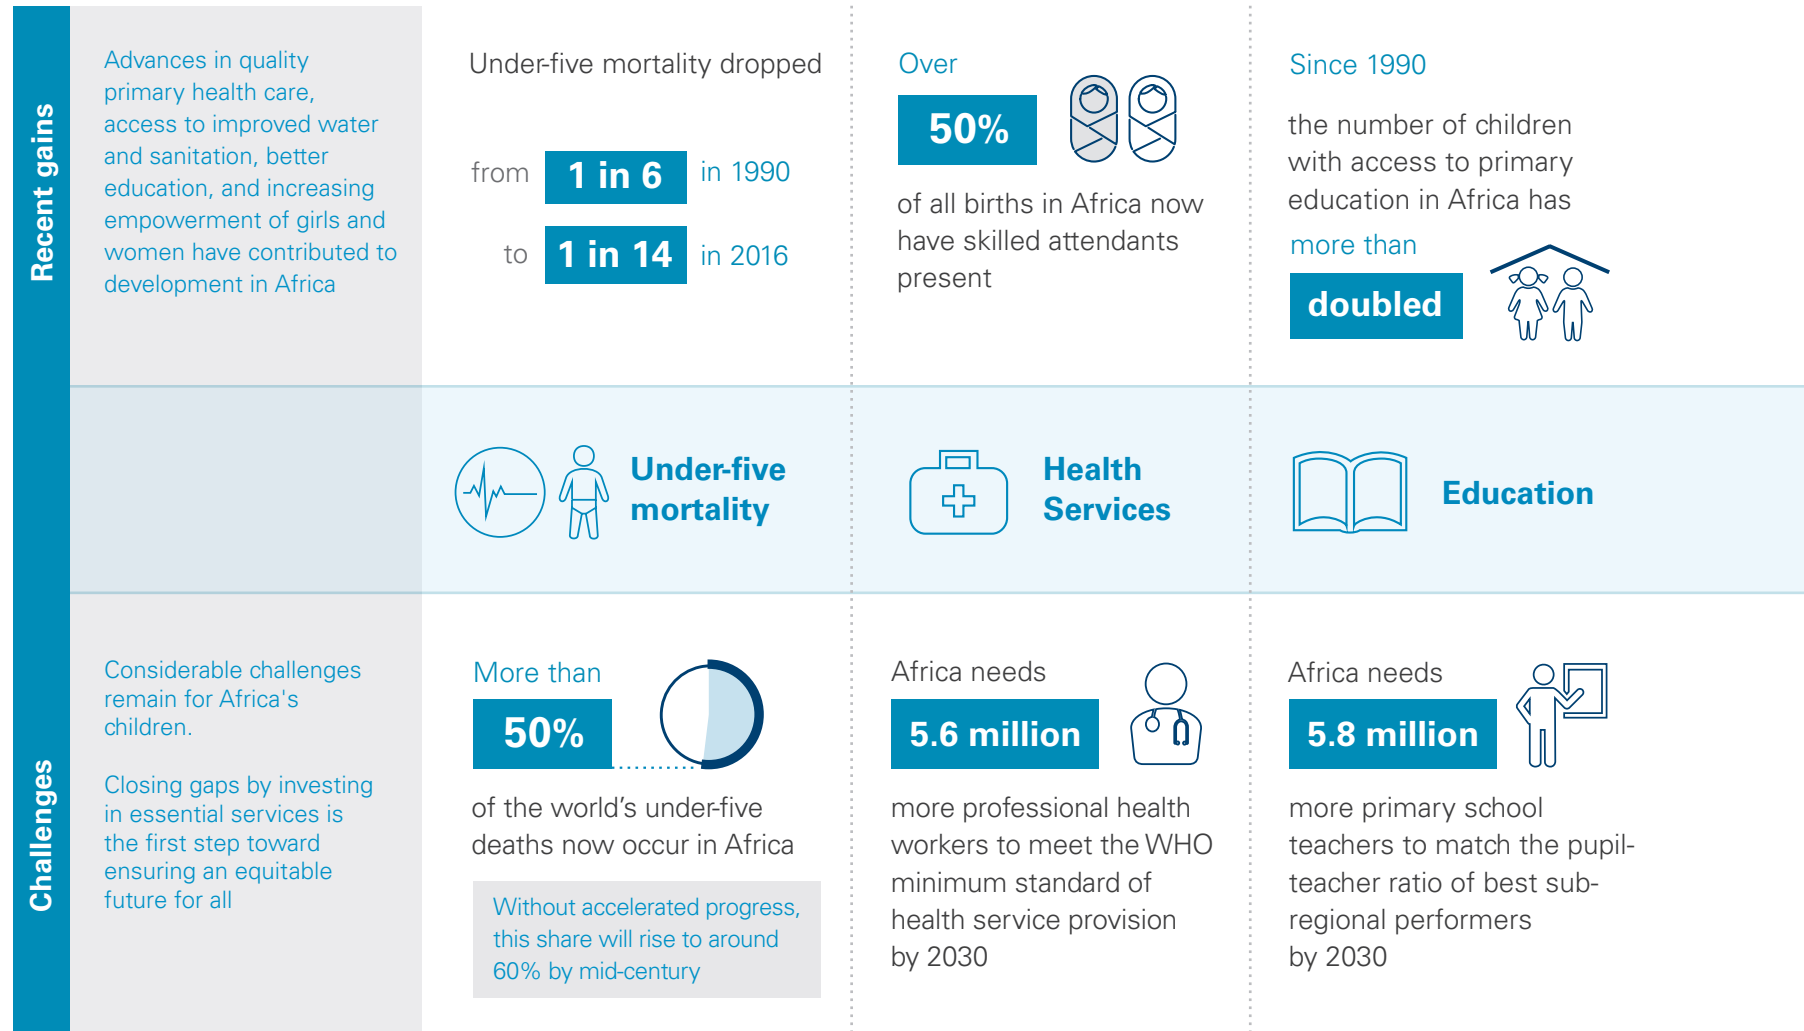 Recent gains
Advances in quality
primary health care,
access to improved water
and sanitation, better
education, and increasing
empowerment of girls and
women have contributed to
development in Africa
Under-five mortality dropped
from 1 in 6 in 1990
to 1 in 14 in 2016
Over
50%
of all births in Africa now
have skilled attendants
present
Since 1990
the number of children
with access to primary
education in Africa has
more than
doubled
Under-five
mortality
Health
Services
Education
Challenges
Considerable challenges
remain for Africa's
children.
Closing gaps by investing
in essential services is
the first step toward
ensuring an equitable
future for all
More than
50%
of the world’s under-five
deaths now occur in Africa
Without accelerated progress,
this share will rise to around
60% by mid-century
Africa needs
5.6 million
more professional health
workers to meet the WHO
minimum standard of
health service provision
by 2030
Africa needs
5.8 million
more primary school
teachers to match the pupil-
teacher ratio of best sub-
regional performers
by 2030